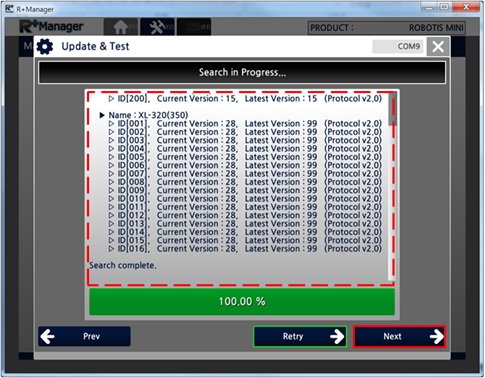 R+Manager
R+Manager
PRODUCT : ROBOTIS MINI
Update & Test
COM9
Search in Progress...
▷ ID[200], Current Version : 15, Latest Version : 15 (Protocol v2.0)
▶ Name : XL-320(350)
▷ ID[001], Current Version : 28, Latest Version : 99 (Protocol v2.0)
▷ ID[002], Current Version : 28, Latest Version : 99 (Protocol v2.0)
▷ ID[003], Current Version : 28, Latest Version : 99 (Protocol v2.0)
▷ ID[004], Current Version : 28, Latest Version : 99 (Protocol v2.0)
▷ ID[005], Current Version : 28, Latest Version : 99 (Protocol v2.0)
▷ ID[006], Current Version : 28, Latest Version : 99 (Protocol v2.0)
▷ ID[007], Current Version : 28, Latest Version : 99 (Protocol v2.0)
▷ ID[008], Current Version : 28, Latest Version : 99 (Protocol v2.0)
▷ ID[009], Current Version : 28, Latest Version : 99 (Protocol v2.0)
▷ ID[010], Current Version : 28, Latest Version : 99 (Protocol v2.0)
▷ ID[011], Current Version : 28, Latest Version : 99 (Protocol v2.0)
▷ ID[012], Current Version : 28, Latest Version : 99 (Protocol v2.0)
▷ ID[013], Current Version : 28, Latest Version : 99 (Protocol v2.0)
▷ ID[014], Current Version : 28, Latest Version : 99 (Protocol v2.0)
▷ ID[015], Current Version : 28, Latest Version : 99 (Protocol v2.0)
▷ ID[016], Current Version : 28, Latest Version : 99 (Protocol v2.0)
Search complete.
100.00 %
Prev
Retry
Next